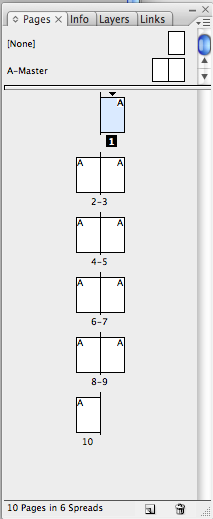 Pages Info Layers Links
[None]
A-Master
A
1
A A
2-3
A A
4-5
A A
6-7
A A
8-9
A
10
10 Pages in 6 Spreads